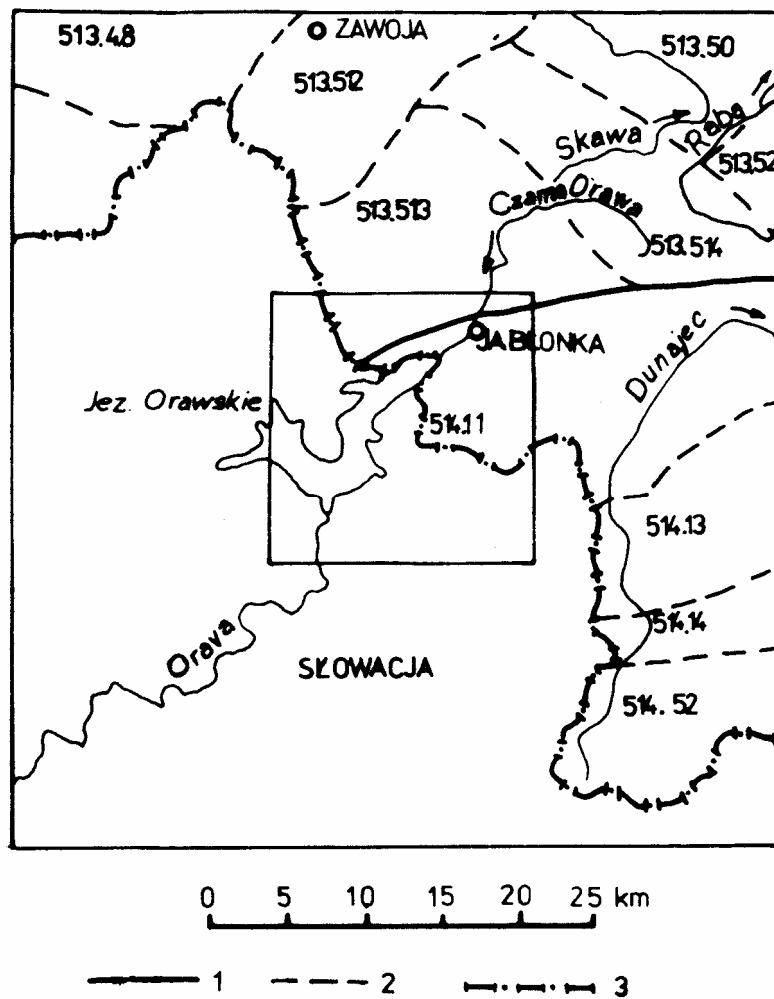 513.48
ZAWOJA
513.50
513.512
Raba
Skawa
513.52
Czarna Orawa
513.513
513.514
JABŁONKA
Dunajec
Jez. Orawskie
514.11
514.13
514.14
Orava
SŁOWACJA
514.52
0 5 10 15 20 25 km
1 2 3